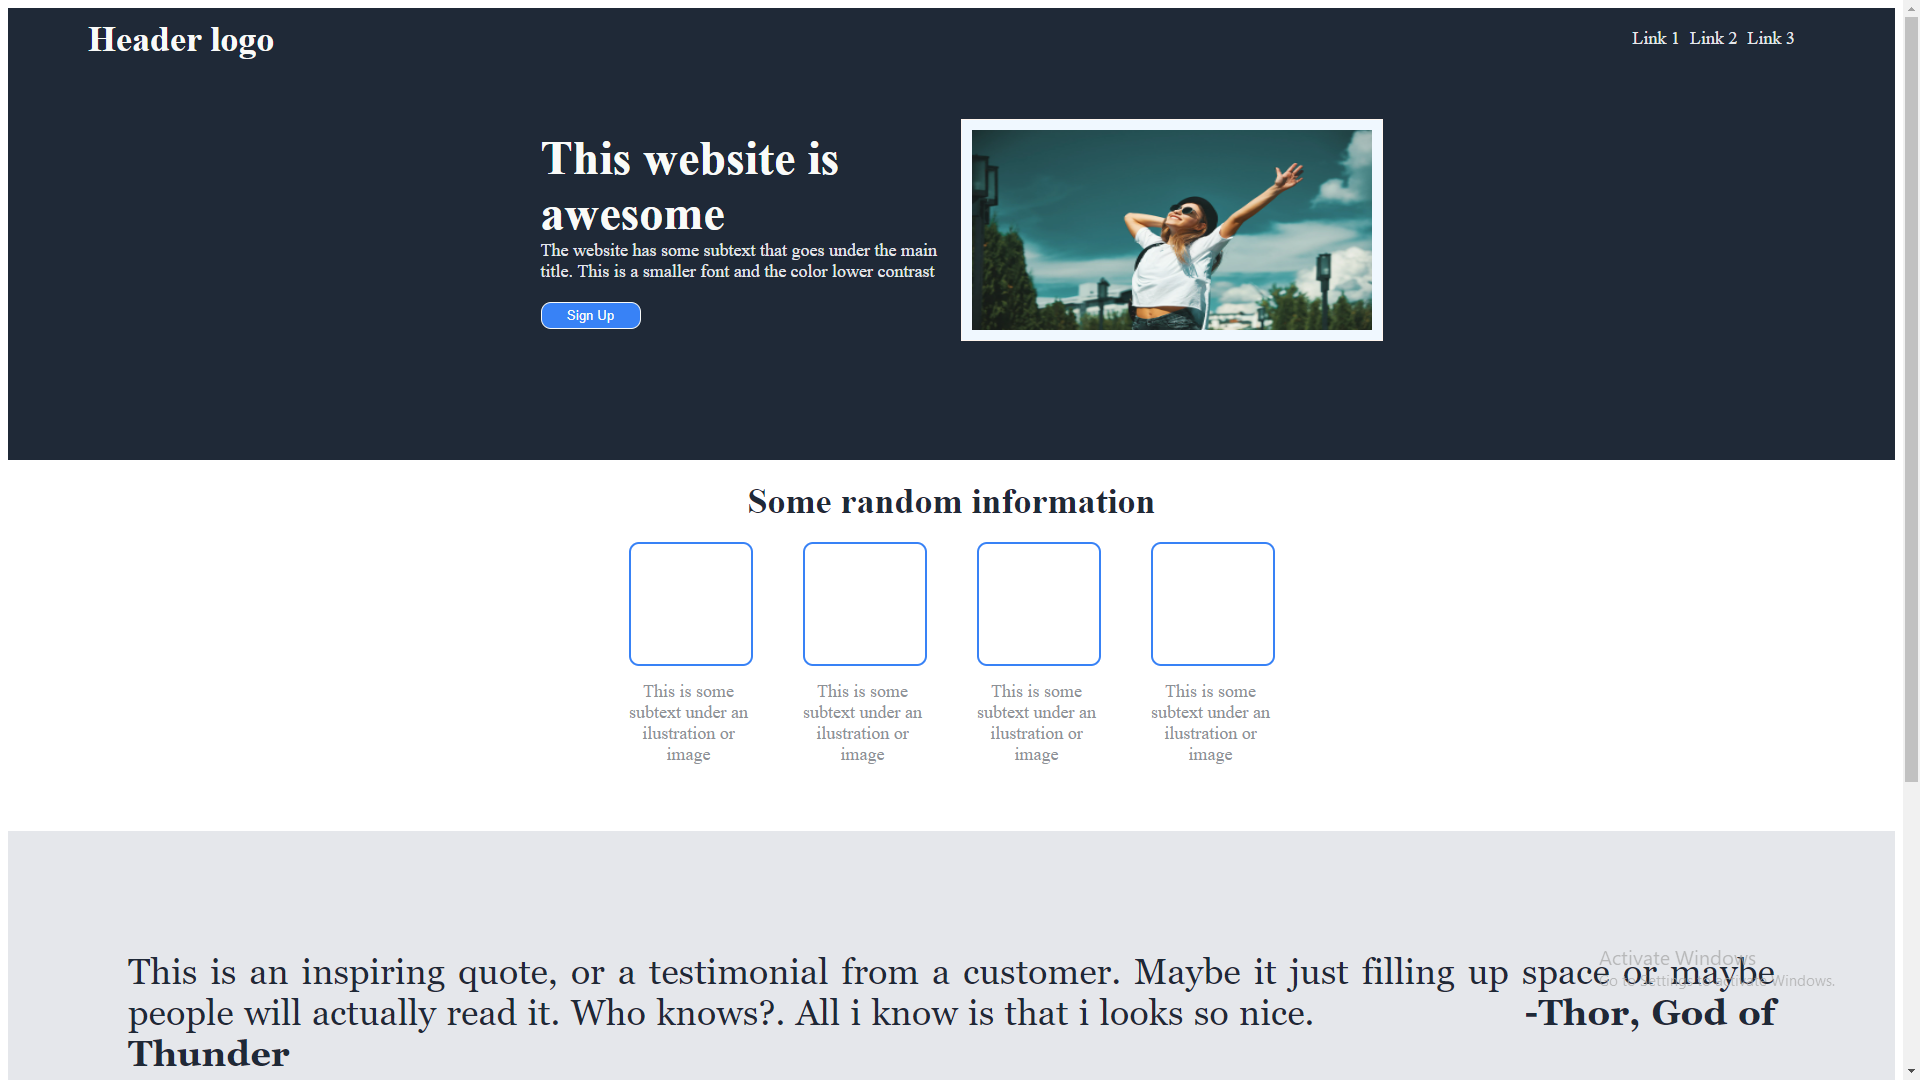 Header logo
Link 1 Link 2 Link 3
This website is
awesome
The website has some subtext that goes under the main
title. This is a smaller font and the color lower contrast
Sign Up
Some random information
This is some
subtext under an
ilustration or
image
This is some
subtext under an
ilustration or
image
This is some
subtext under an
ilustration or
image
This is some
subtext under an
ilustration or
image
This is an inspiring quote, or a testimonial from a customer. Maybe it just filling up space or maybe
people will actually read it. Who knows?. All i know is that i looks so nice. -Thor, God of
Thunder
Activate Windows
Go to Settings to activate Windows.